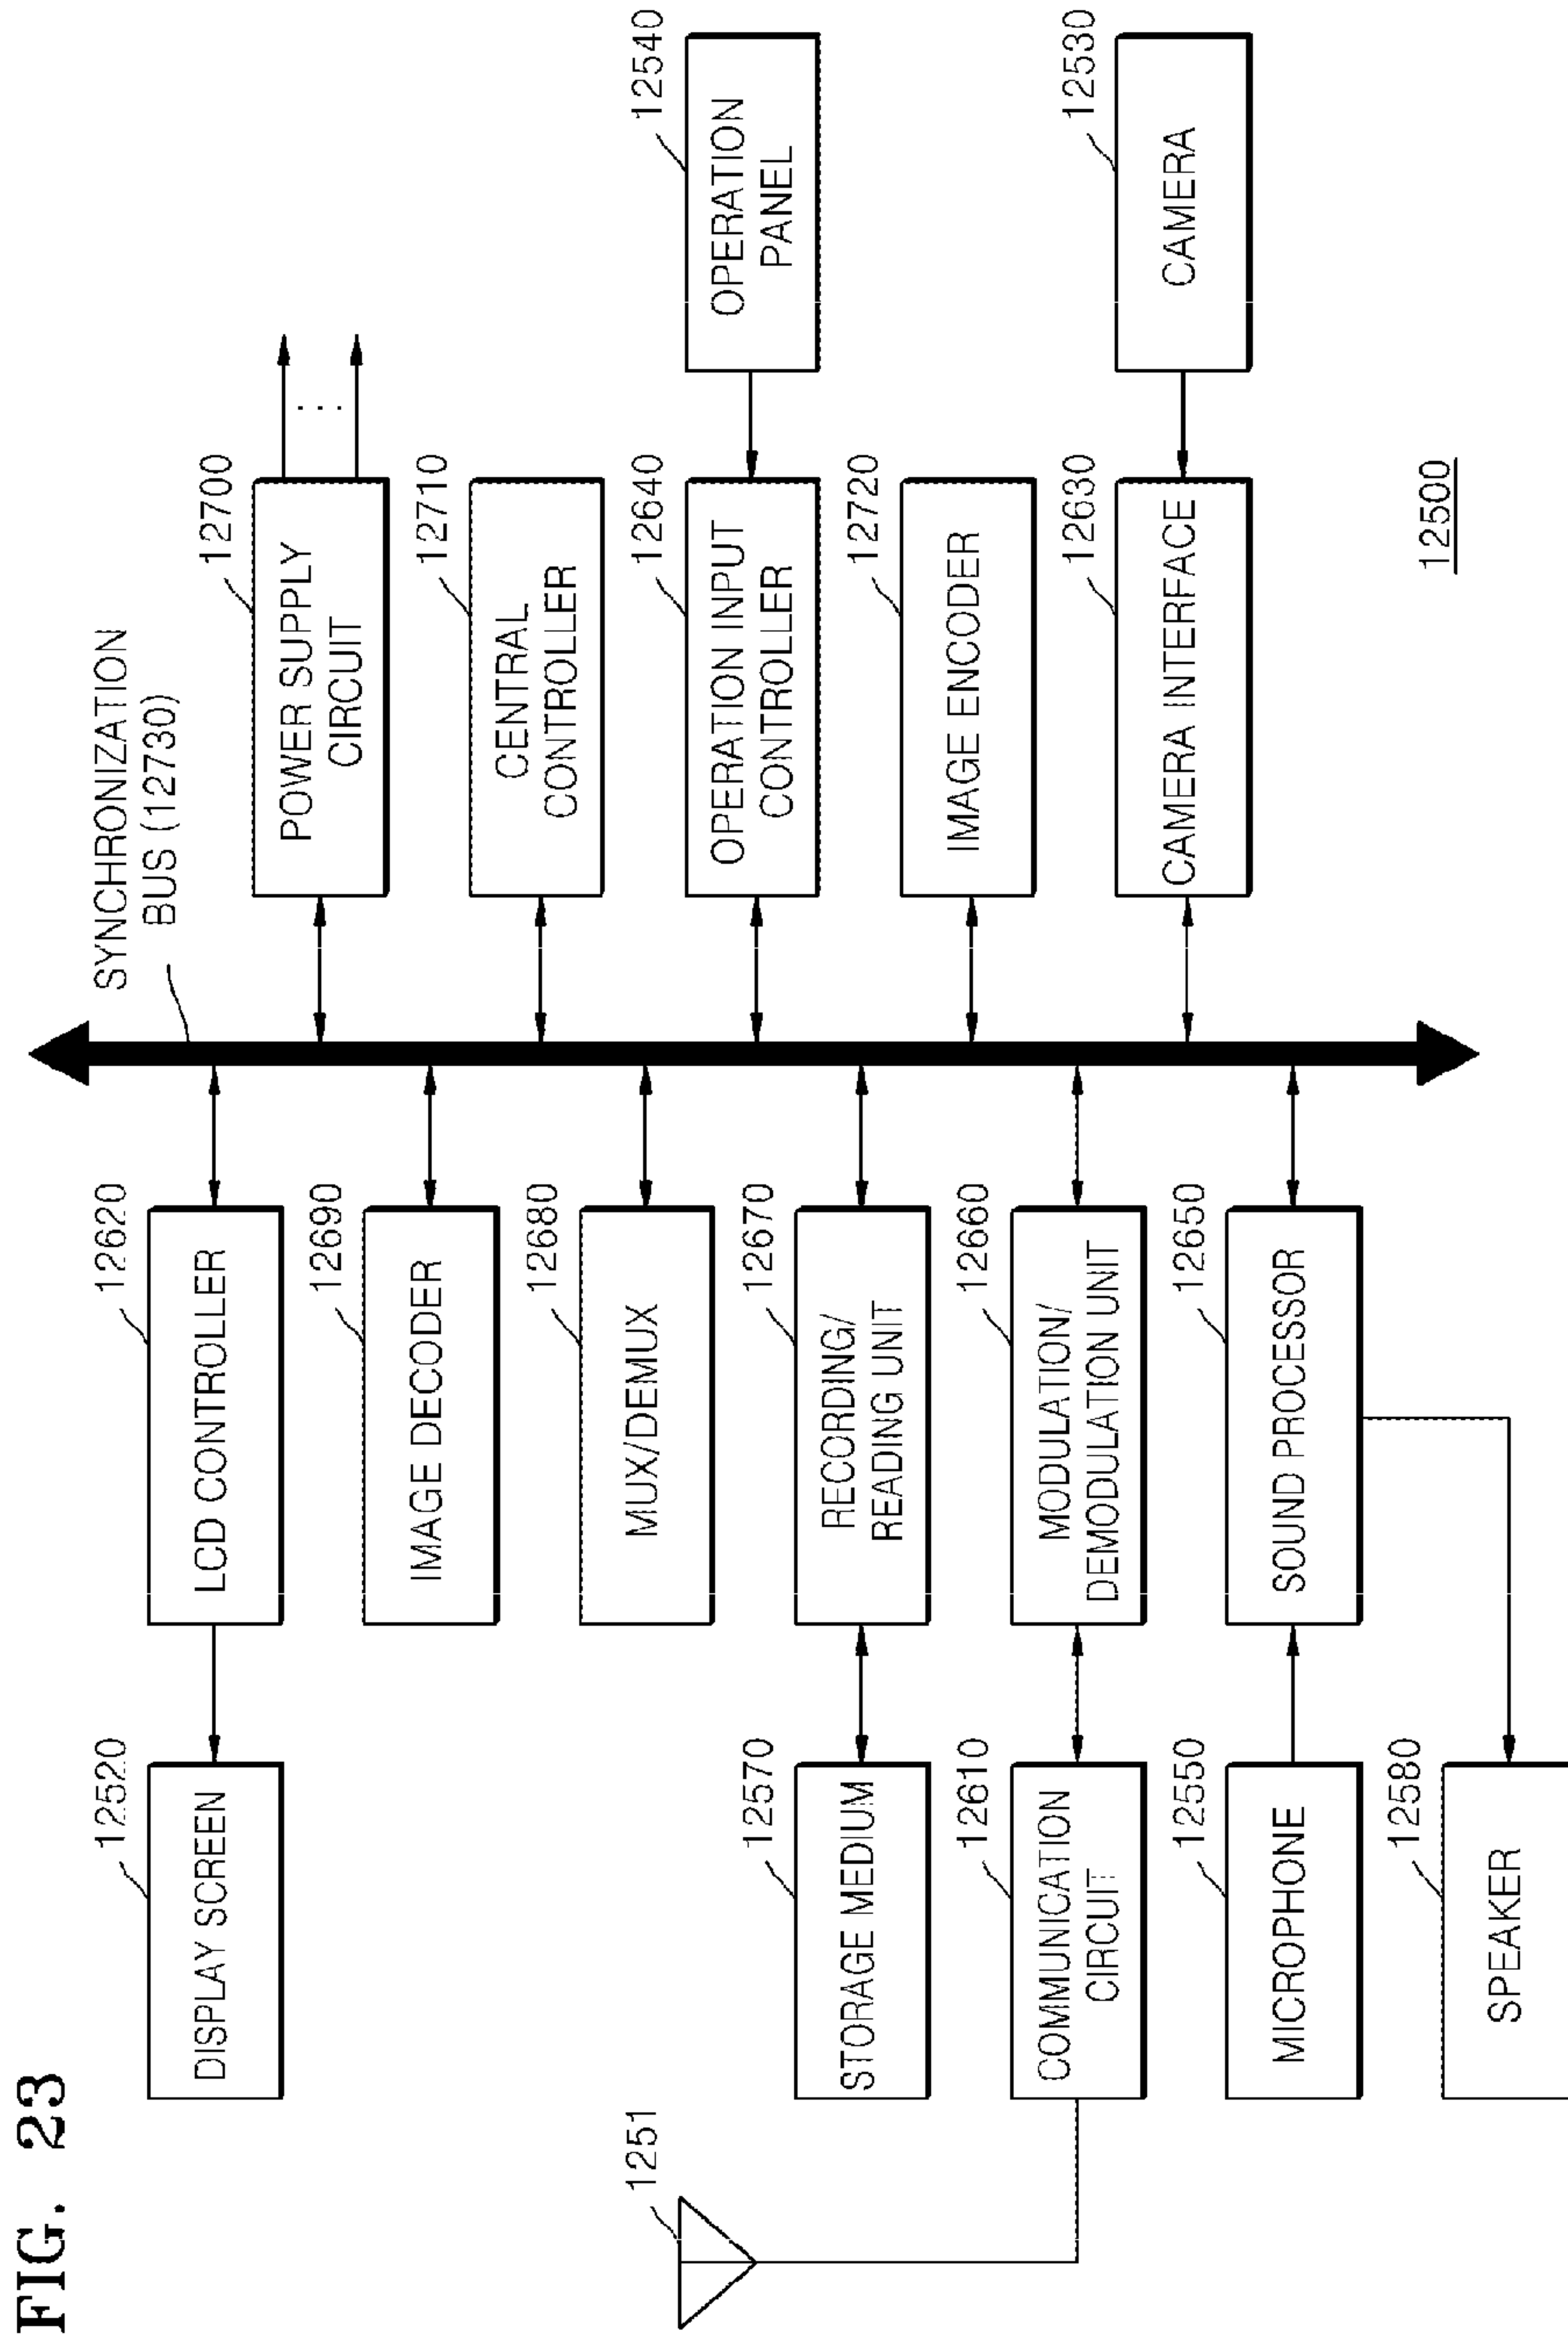 FIG. 23
SYNCHRONIZATION
BUS (12730)
12520
DISPLAY SCREEN
12620
LCD CONTROLLER
12700
POWER SUPPLY
CIRCUIT
12690
IMAGE DECODER
12710
CENTRAL
CONTROLLER
1251
12680
MUX/DEMUX
12640
OPERATION INPUT
CONTROLLER
12540
OPERATION
PANEL
12570
STORAGE MEDIUM
12670
RECORDING/
READING UNIT
12720
IMAGE ENCODER
12610
COMMUNICATION
CIRCUIT
12660
MODULATION/
DEMODULATION UNIT
12630
CAMERA INTERFACE
12530
CAMERA
12550
MICROPHONE
12650
SOUND PROCESSOR
12580
SPEAKER
12500